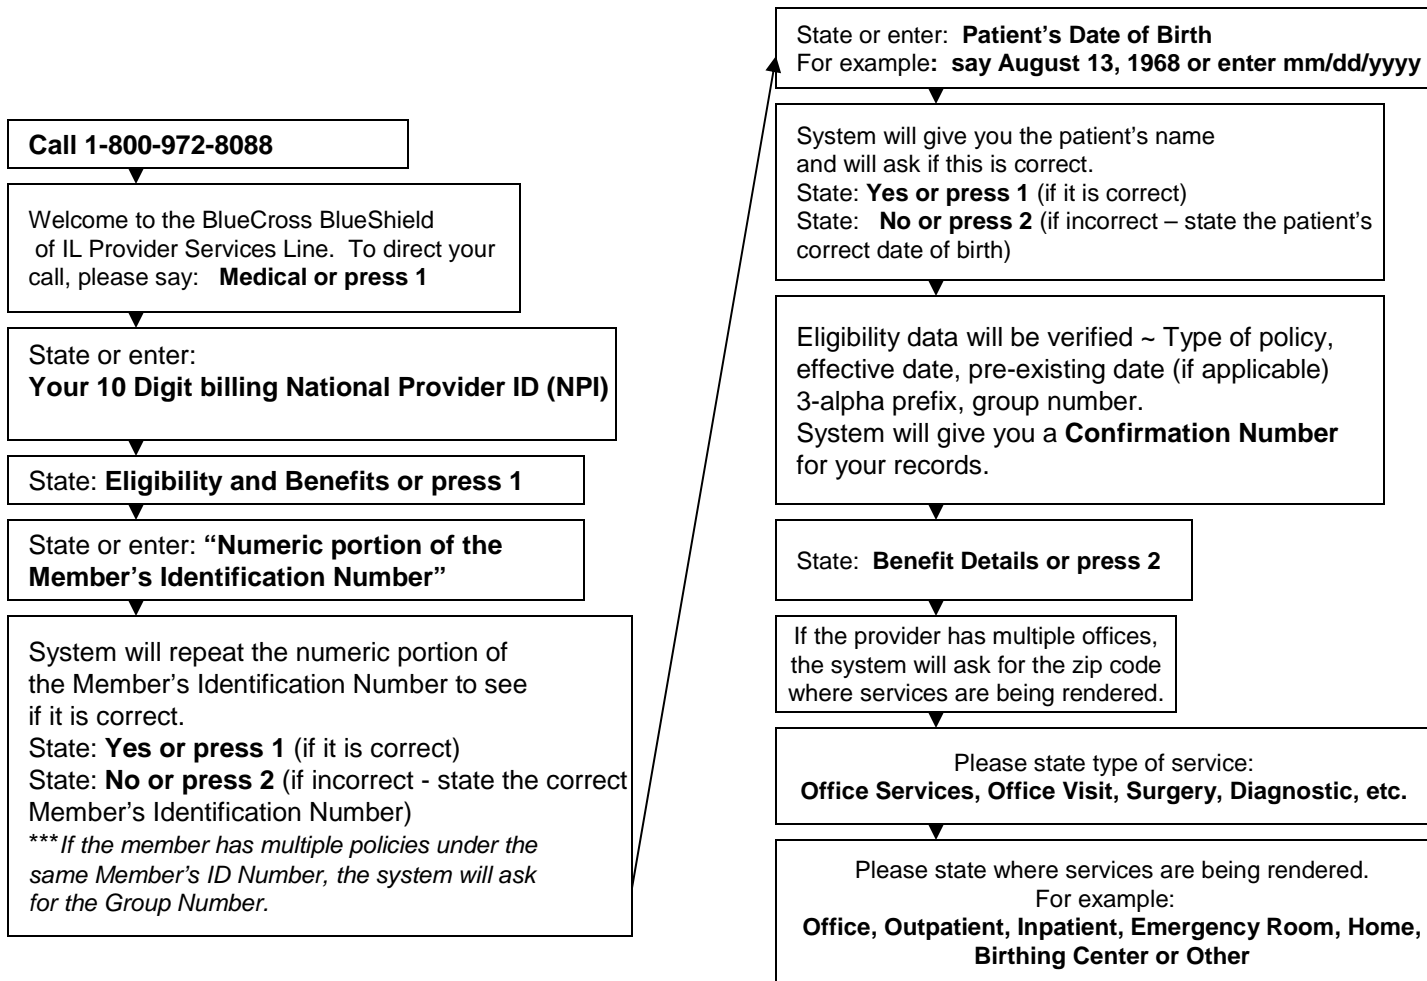 Call 1-800-972-8088
Welcome to the BlueCross BlueShield
of IL Provider Services Line. To direct your
call, please say: Medical or press 1
State or enter:
Your 10 Digit billing National Provider ID (NPI)
State: Eligibility and Benefits or press 1
State or enter: “Numeric portion of the
Member’s Identification Number”
System will repeat the numeric portion of
the Member’s Identification Number to see
if it is correct.
State: Yes or press 1 (if it is correct)
State: No or press 2 (if incorrect - state the correct
Member’s Identification Number)
***If the member has multiple policies under the
same Member’s ID Number, the system will ask
for the Group Number.
State or enter: Patient’s Date of Birth
For example: say August 13, 1968 or enter mm/dd/yyyy
System will give you the patient’s name
and will ask if this is correct.
State: Yes or press 1 (if it is correct)
State: No or press 2 (if incorrect – state the patient’s
correct date of birth)
Eligibility data will be verified ~ Type of policy,
effective date, pre-existing date (if applicable)
3-alpha prefix, group number.
System will give you a Confirmation Number
for your records.
State: Benefit Details or press 2
If the provider has multiple offices,
the system will ask for the zip code
where services are being rendered.
Please state type of service:
Office Services, Office Visit, Surgery, Diagnostic, etc.
Please state where services are being rendered.
For example:
Office, Outpatient, Inpatient, Emergency Room, Home,
Birthing Center or Other